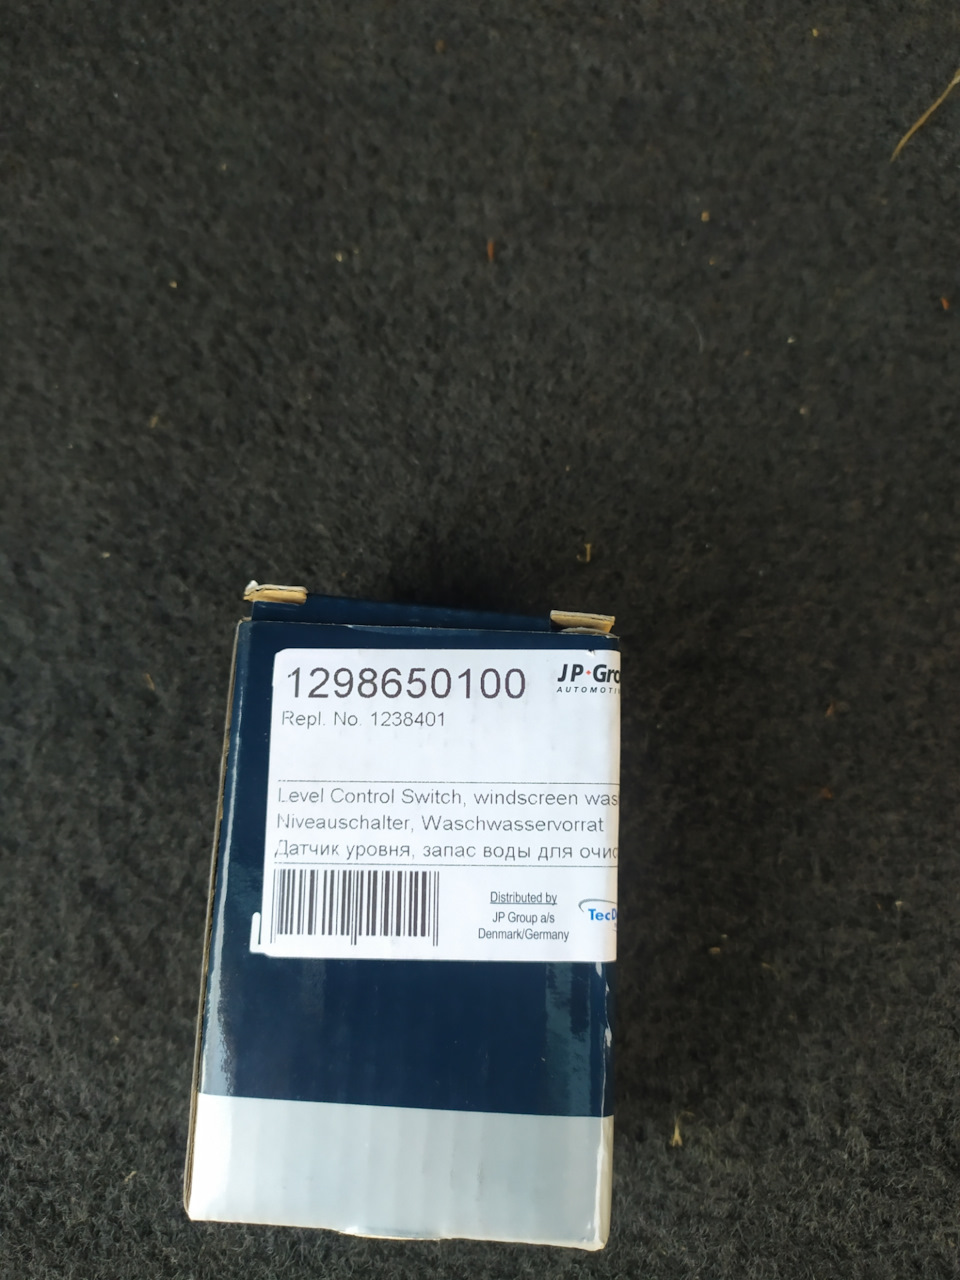 1298650100
JP Gro
AUTOMOTI
Repl. No. 1238401
Level Control Switch, windscreen was
Niveauschalter, Waschwasservorrat
Датчик уровня, запас воды для очис
Distributed by
JP Group a/s
Denmark/Germany
TecD